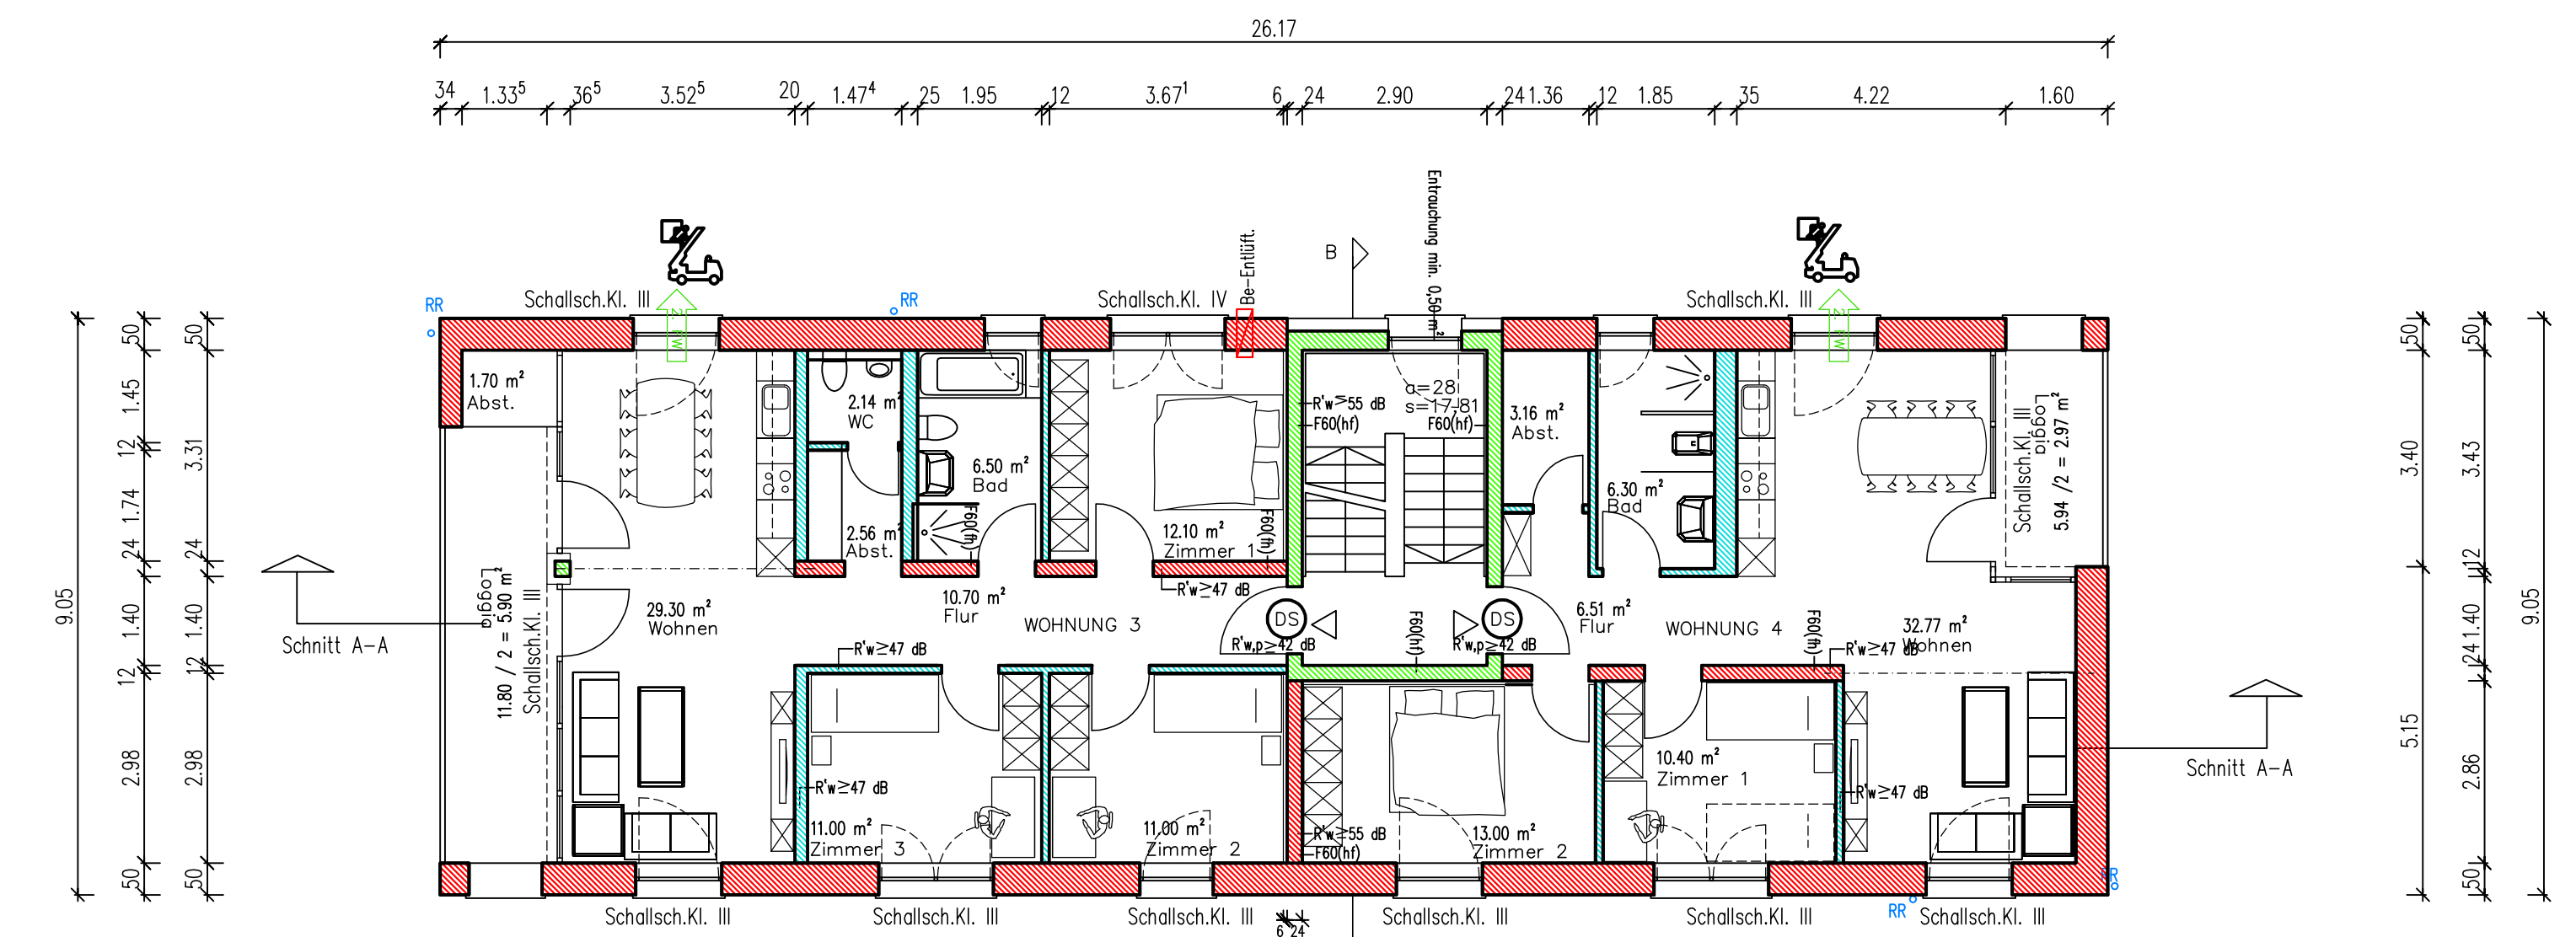 26.17
34 1.33⁵ 36⁵ 3.52⁵ 20 1.47⁴ 25 1.95 12 3.67¹ 6 24 2.90 24 1.36 12 1.85 35 4.22 1.60
Be-Entlüft.
Entrauchung min. 0,50 m²
B
RR
Schallsch.Kl. III
RR
Schallsch.Kl. IV
Schallsch.Kl. III
2. FW
2. FW
9.05
50
1.45
12
1.74
24
1.40
12
2.98
50
50
3.31
24
1.40
12
2.98
50
1.70 m²
Abst.
2.14 m²
WC
2.56 m²
Abst.
6.50 m²
Bad
F60(fh)
12.10 m²
Zimmer 1
F60(fh)
R'w≥55 dB
F60(hf)
a=28
s=17,81
F60(hf)
3.16 m²
Abst.
6.30 m²
Bad
Loggia
5.94 /2 = 2.97 m²
Schallsch.Kl. III
Schnitt A-A
Loggia
11.80 / 2 = 5.90 m²
Schallsch.Kl. III
29.30 m²
Wohnen
10.70 m²
Flur
WOHNUNG 3
R'w≥47 dB
R'w≥47 dB
DS
R'w,p≥42 dB
F60(hf)
DS
R'w,p≥42 dB
6.51 m²
Flur
WOHNUNG 4
F60(fh)
R'w≥47 dB
32.77 m²
Wohnen
R'w≥47 dB
11.00 m²
Zimmer 3
11.00 m²
Zimmer 2
R'w≥55 dB
F60(hf)
13.00 m²
Zimmer 2
10.40 m²
Zimmer 1
R'w≥47 dB
Schnitt A-A
50
3.40
5.15
50
3.43
12
1.40
24
2.86
50
9.05
RR
RR
Schallsch.Kl. III
Schallsch.Kl. III
Schallsch.Kl. III
Schallsch.Kl. III
Schallsch.Kl. III
Schallsch.Kl. III
6 24